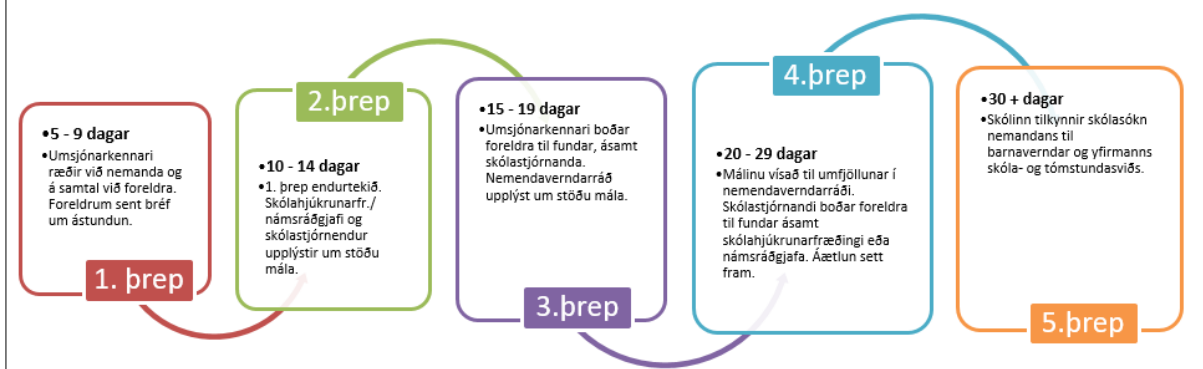 1. þrep
•5 - 9 dagar
•Umsjónarkennari
ræðir við nemanda og
á samtal við foreldra.
Foreldrum sent bréf
um ástundun.
2.þrep
•10 - 14 dagar
•1. þrep endurtekið.
Skólahjúkrunarfr./
námsráðgjafi og
skólastjórnendur
upplýstir um stöðu
mála.
3.þrep
•15 - 19 dagar
•Umsjónarkennari boðar
foreldra til fundar, ásamt
skólastjórnanda.
Nemendaverndarráð
upplýst um stöðu mála.
4.þrep
•20 - 29 dagar
•Málinu vísað til umfjöllunar í
nemendaverndarráði.
Skólastjórnandi boðar foreldra
til fundar ásamt
skólahjúkrunarfræðingi eða
námsráðgjafa. Áætlun sett
fram.
5.þrep
•30 + dagar
•Skólinn tilkynnir skólasókn
nemandans til
barnaverndar og yfirmanns
skóla- og tómstundasviðs.